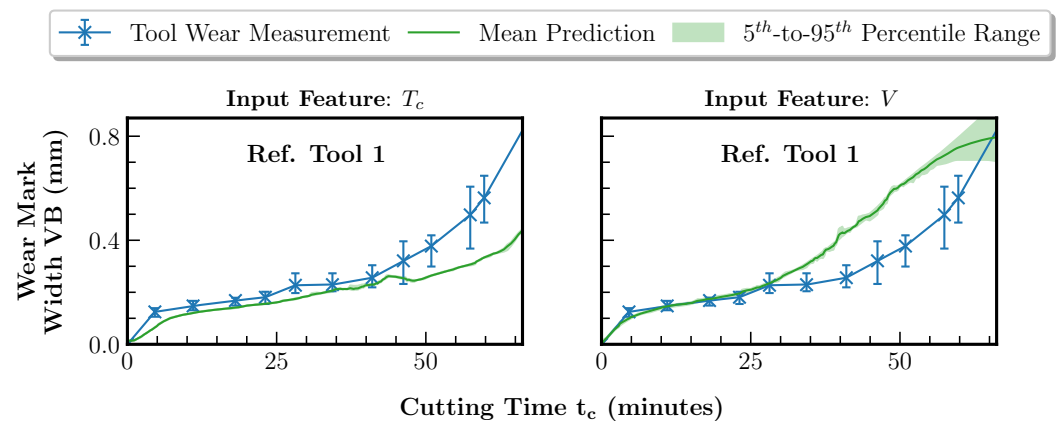 Tool Wear Measurement
Mean Prediction
5th-to-95th Percentile Range
Input Feature: T_c
Input Feature: V
Wear Mark
Width VB (mm)
0.8
0.4
0.0
Ref. Tool 1
Ref. Tool 1
0
25
50
0
25
50
Cutting Time t_c (minutes)